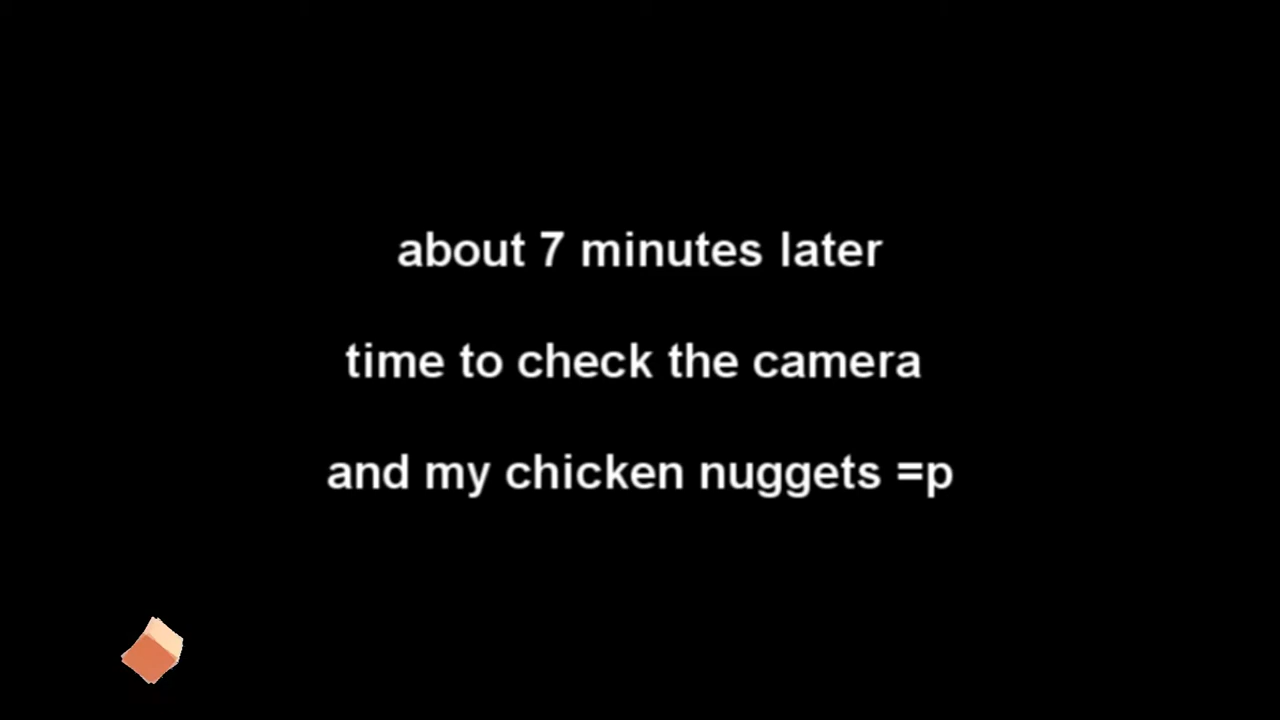 about 7 minutes later
time to check the camera
and my chicken nuggets =p